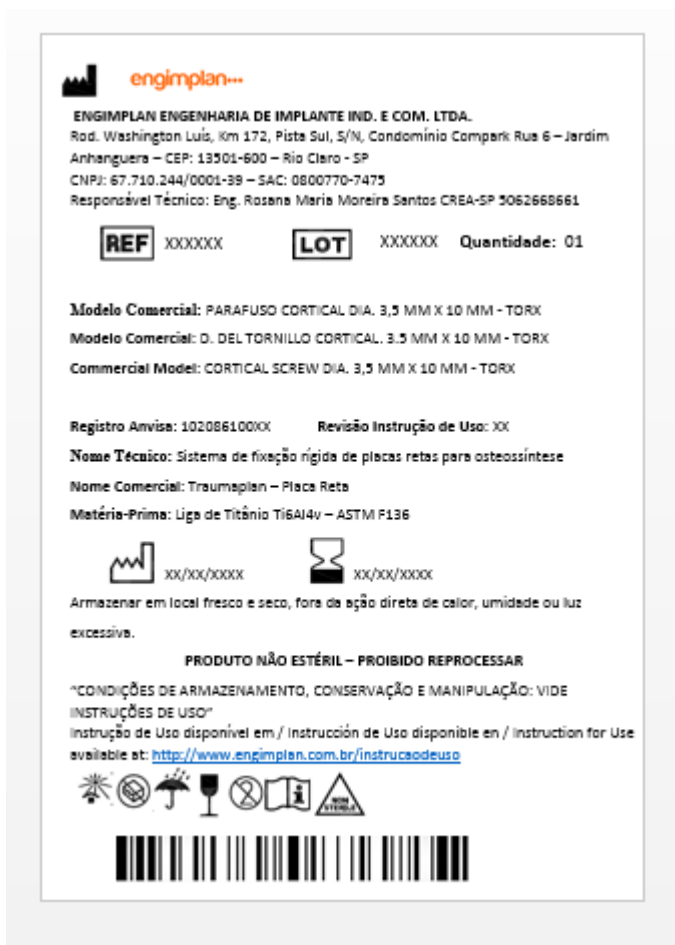 engimplan
ENGIMPLAN ENGENHARIA DE IMPLANTE IND. E COM. LTDA.
Rod. Washington Luís, Km 172, Pista Sul, S/N, Condomínio Compark Rua 6 – Jardim
Anhanguera – CEP: 13501-600 – Rio Claro - SP
CNPJ: 67.710.244/0001-39 – SAC: 0800770-7475
Responsável Técnico: Eng. Rosana Maria Moreira Santos CREA-SP 5062668661
REF XXXXXX LOT XXXXXX Quantidade: 01
Modelo Comercial: PARAFUSO CORTICAL DIA. 3,5 MM X 10 MM - TORX
Modelo Comercial: D. DEL TORNILLO CORTICAL. 3.5 MM X 10 MM - TORX
Commercial Model: CORTICAL SCREW DIA. 3,5 MM X 10 MM - TORX
Registro Anvisa: 102086100XX Revisão Instrução de Uso: XX
Nome Técnico: Sistema de fixação rígida de placas retas para osteossíntese
Nome Comercial: Traumaplan – Placa Reta
Matéria-Prima: Liga de Titânio Ti6Al4v – ASTM F136
xx/xx/xxxx xx/xx/xxxx
Armazenar em local fresco e seco, fora da ação direta de calor, umidade ou luz
excessiva.
PRODUTO NÃO ESTÉRIL – PROIBIDO REPROCESSAR
"CONDIÇÕES DE ARMAZENAMENTO, CONSERVAÇÃO E MANIPULAÇÃO: VIDE
INSTRUÇÕES DE USO"
Instrução de Uso disponível em / Instrucción de Uso disponible en / Instruction for Use
available at: http://www.engimplan.com.br/instrucaodeuso
NON STERILE